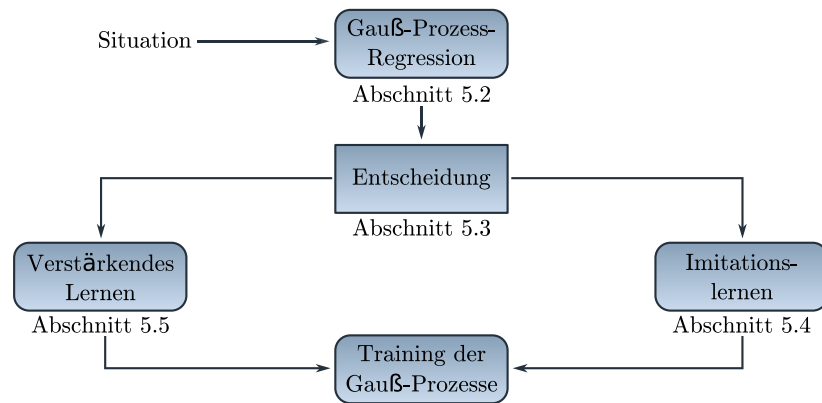 Situation
Gauß-Prozess-
Regression
Abschnitt 5.2
Entscheidung
Abschnitt 5.3
Verstärkendes
Lernen
Abschnitt 5.5
Imitations-
lernen
Abschnitt 5.4
Training der
Gauß-Prozesse